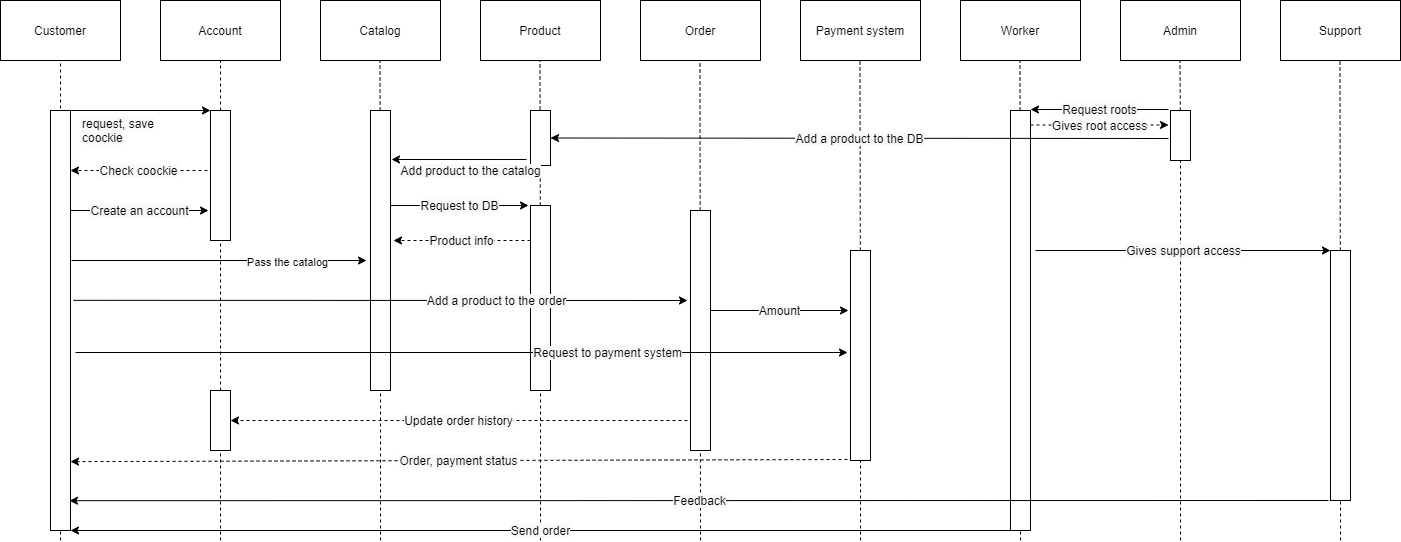 Customer
Account
Catalog
Product
Order
Payment system
Worker
Admin
Support
Request roots
request, save
coockie
Gives root access
Add a product to the DB
Check coockie
Add product to the catalog
Request to DB
Create an account
Product info
Gives support access
Pass the catalog
Add a product to the order
Amount
Request to payment system
Update order history
Order, payment status
Feedback
Send order